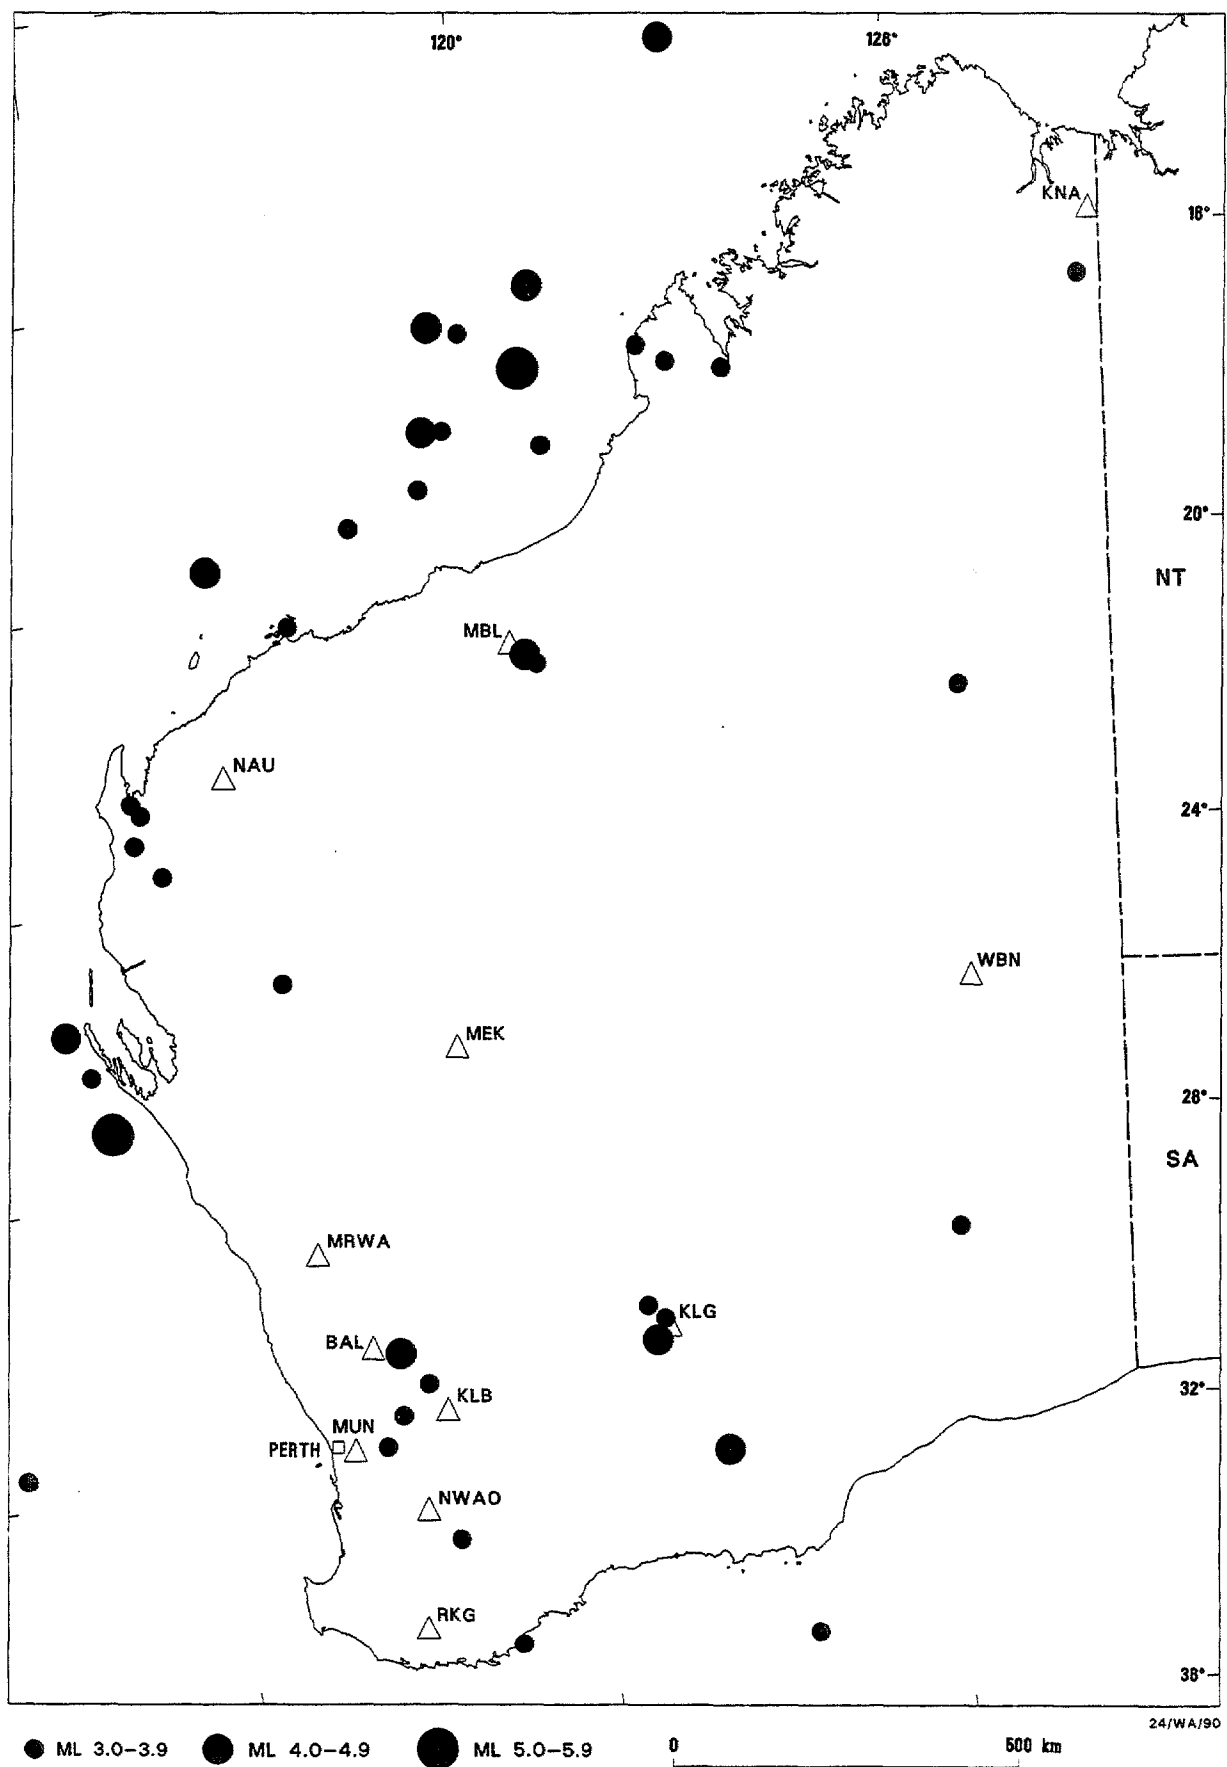 120°
126°
KNA
16°
20°
NT
MBL
NAU
24°
WBN
MEK
28°
SA
MRWA
KLG
BAL
32°
KLB
MUN
PERTH
NWAO
RKG
36°
24/WA/90
ML 3.0–3.9
ML 4.0–4.9
ML 5.0–5.9
0
500 km